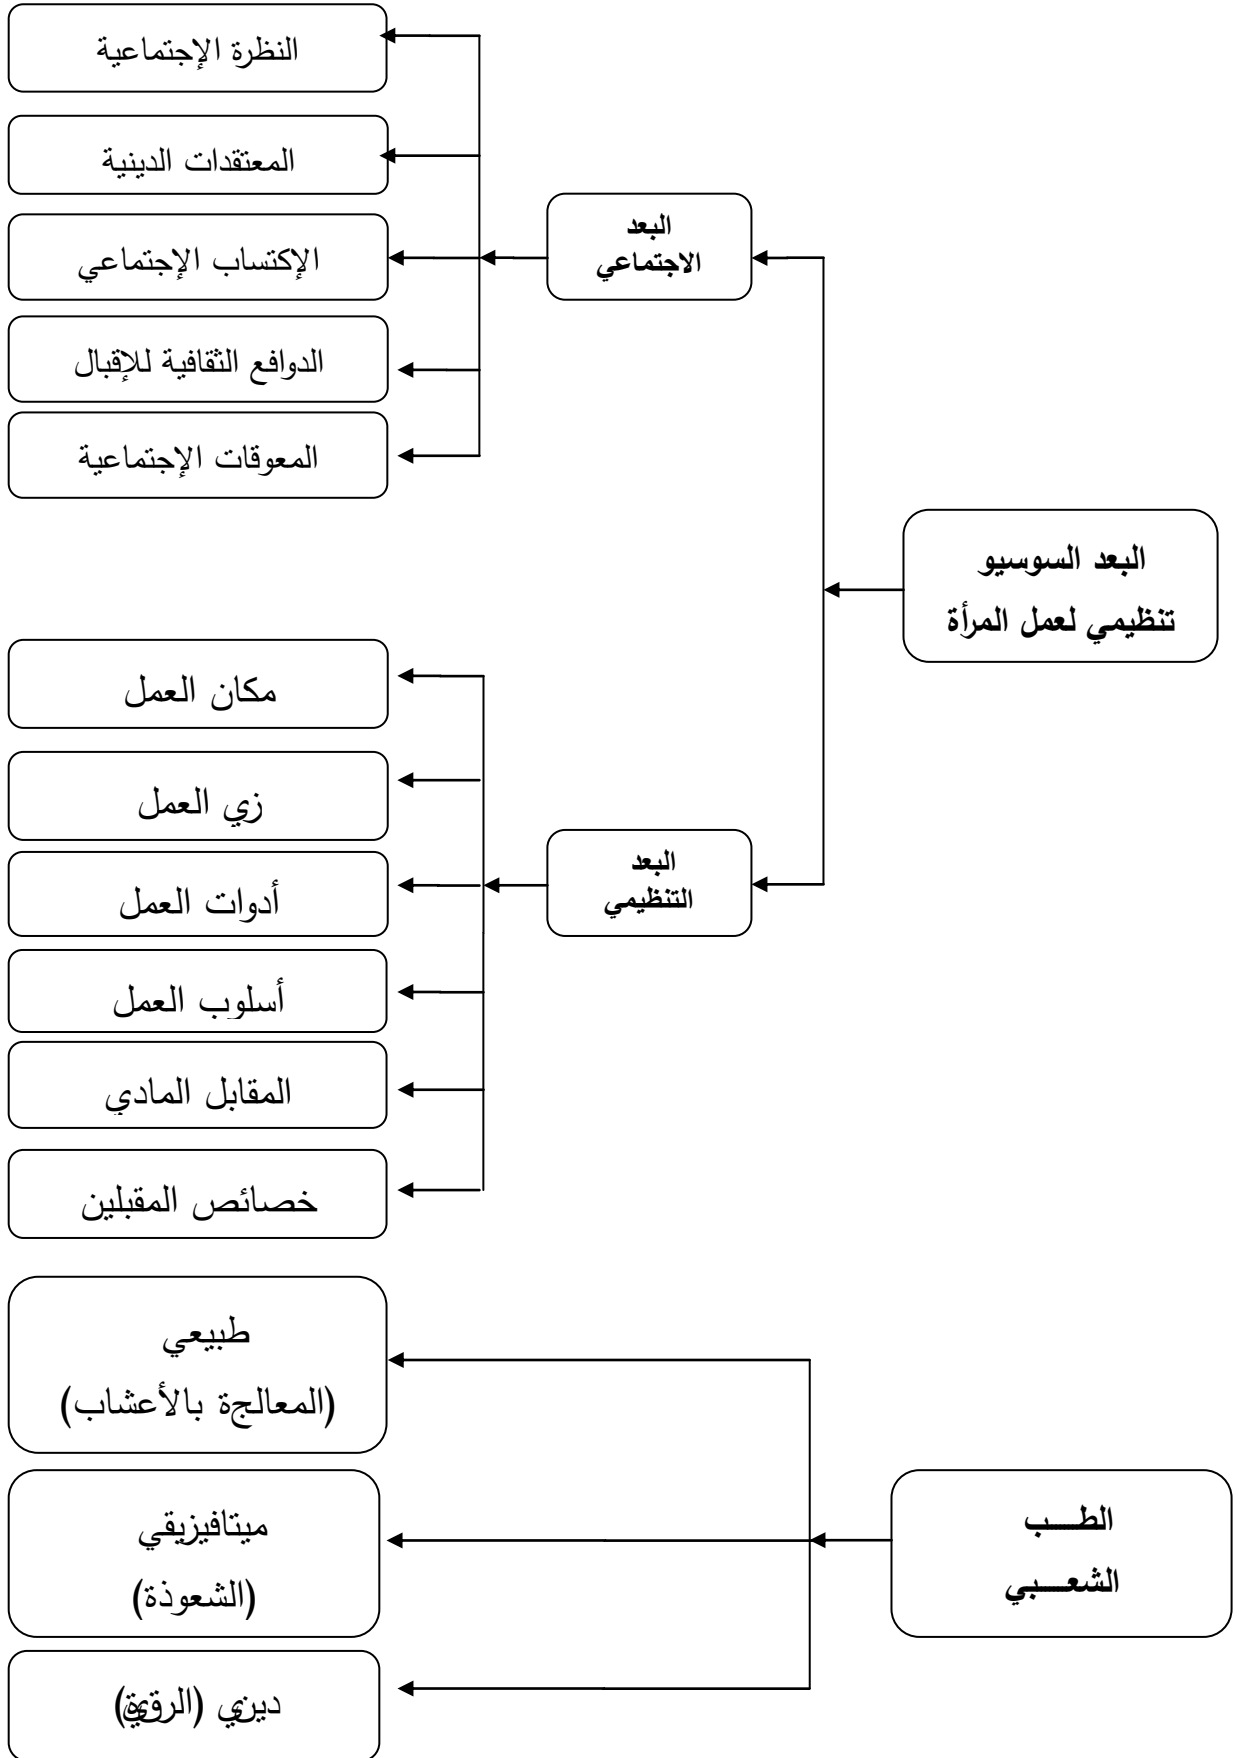 البعد السوسيو
تنظيمي لعمل المرأة
البعد
الاجتماعي
النظرة الإجتماعية
المعتقدات الدينية
الإكتساب الإجتماعي
الدوافع الثقافية للإقبال
المعوقات الإجتماعية
البعد
التنظيمي
مكان العمل
زي العمل
أدوات العمل
أسلوب العمل
المقابل المادي
خصائص المقبلين
الطـــب
الشعـــبي
طبيعي
(المعالجة بالأعشاب)
ميتافيزيقي
(الشعوذة)
ديني (الرقية)